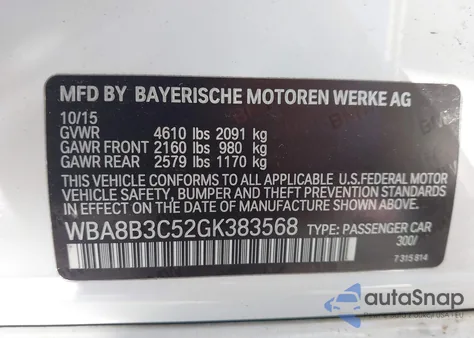 MFD BY BAYERISCHE MOTOREN WERKE AG
10/15
GVWR 4610 lbs 2091 kg
GAWR FRONT 2160 lbs 980 kg
GAWR REAR 2579 lbs 1170 kg
THIS VEHICLE CONFORMS TO ALL APPLICABLE U.S.FEDERAL MOTOR
VEHICLE SAFETY, BUMPER AND THEFT PREVENTION STANDARDS
IN EFFECT ON THE DATE OF MANUFACTURE SHOWN ABOVE.
WBA8B3C52GK383568 TYPE: PASSENGER CAR
300/
7 315 814
autoSnap